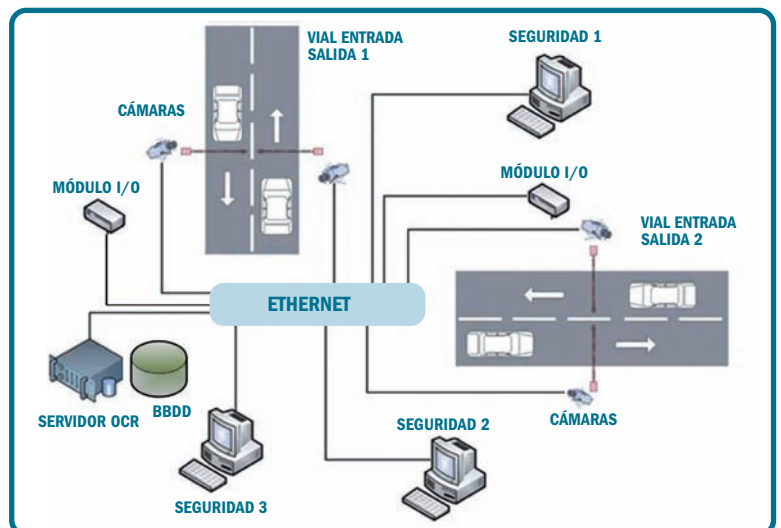 VIAL ENTRADA
SALIDA 1
SEGURIDAD 1
CÁMARAS
MÓDULO I/O
MÓDULO I/O
VIAL ENTRADA
SALIDA 2
ETHERNET
SERVIDOR OCR
BBDD
SEGURIDAD 2
CÁMARAS
SEGURIDAD 3